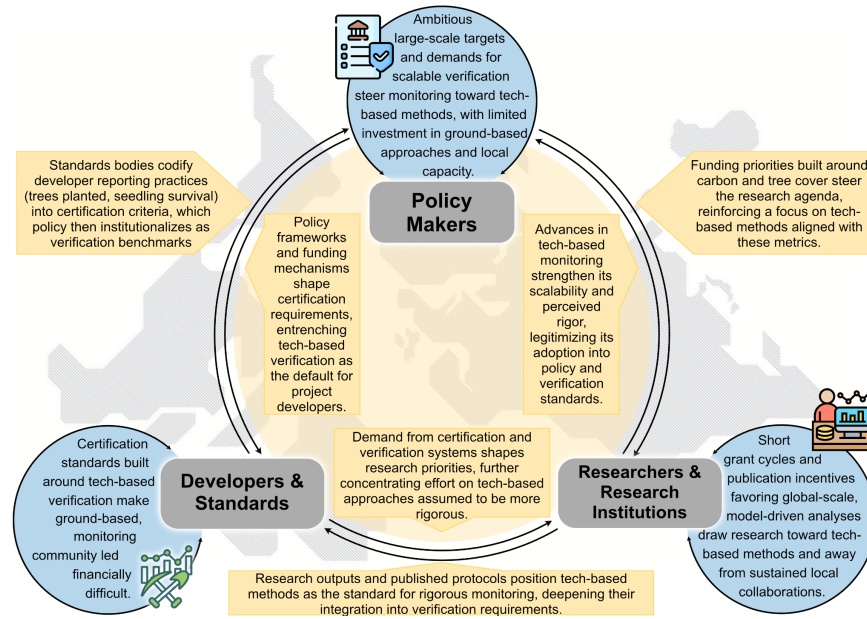 Ambitious
large-scale targets
and demands for
scalable verification
steer monitoring toward tech-
based methods, with limited
investment in ground-based
approaches and local
capacity.
Policy
Makers
Standards bodies codify
developer reporting practices
(trees planted, seedling survival)
into certification criteria, which
policy then institutionalizes as
verification benchmarks
Policy
frameworks
and funding
mechanisms
shape
certification
requirements,
entrenching
tech-based
verification as
the default for
project
developers.
Advances in
tech-based
monitoring
strengthen its
scalability and
perceived
rigor,
legitimizing its
adoption into
policy and
verification
standards.
Funding priorities built around
carbon and tree cover steer
the research agenda,
reinforcing a focus on tech-
based methods aligned with
these metrics.
Certification
standards built
around tech-based
verification make
ground-based,
monitoring
community led
financially
difficult.
Developers &
Standards
Demand from certification and
verification systems shapes
research priorities, further
concentrating effort on tech-based
approaches assumed to be more
rigorous.
Researchers &
Research
Institutions
Short
grant cycles and
publication incentives
favoring global-scale,
model-driven analyses
draw research toward tech-
based methods and away
from sustained local
collaborations.
Research outputs and published protocols position tech-based
methods as the standard for rigorous monitoring, deepening their
integration into verification requirements.